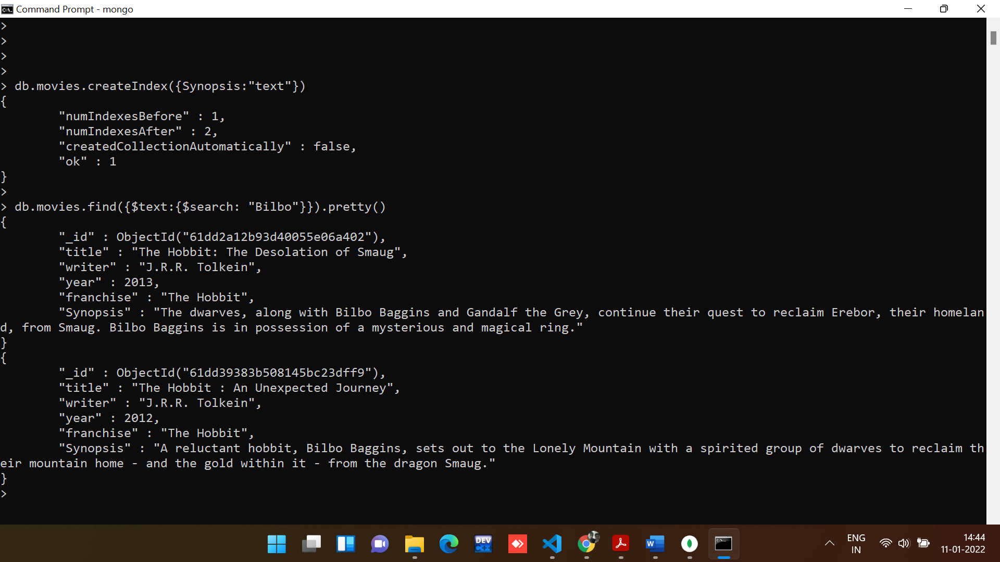 Command Prompt - mongo
>
>
>
>
> db.movies.createIndex({Synopsis:"text"})
{
        "numIndexesBefore" : 1,
        "numIndexesAfter" : 2,
        "createdCollectionAutomatically" : false,
        "ok" : 1
}
>
> db.movies.find({$text:{$search: "Bilbo"}}).pretty()
{
        "_id" : ObjectId("61dd2a12b93d40055e06a402"),
        "title" : "The Hobbit: The Desolation of Smaug",
        "writer" : "J.R.R. Tolkein",
        "year" : 2013,
        "franchise" : "The Hobbit",
        "Synopsis" : "The dwarves, along with Bilbo Baggins and Gandalf the Grey, continue their quest to reclaim Erebor, their homelan
d, from Smaug. Bilbo Baggins is in possession of a mysterious and magical ring."
}
{
        "_id" : ObjectId("61dd39383b508145bc23dff9"),
        "title" : "The Hobbit : An Unexpected Journey",
        "writer" : "J.R.R. Tolkein",
        "year" : 2012,
        "franchise" : "The Hobbit",
        "Synopsis" : "A reluctant hobbit, Bilbo Baggins, sets out to the Lonely Mountain with a spirited group of dwarves to reclaim th
eir mountain home - and the gold within it - from the dragon Smaug."
}
>
DEV
C++
W
ENG
IN
14:44
11-01-2022